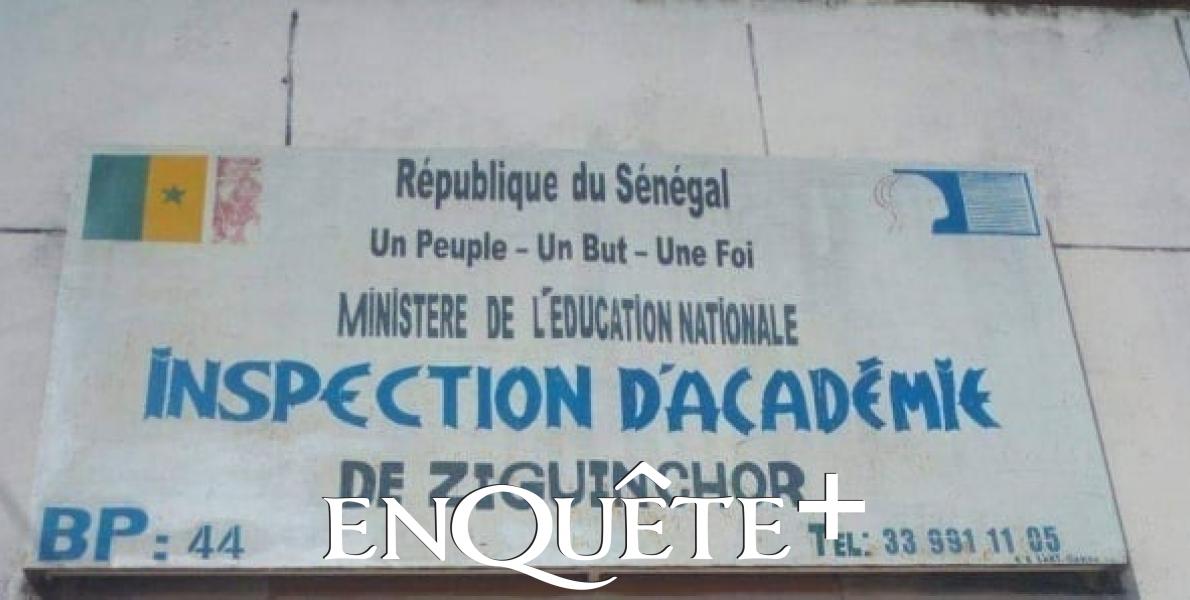 République du Sénégal
Un Peuple – Un But – Une Foi
MINISTERE DE L'EDUCATION NATIONALE
INSPECTION D'ACADÉMIE
DE ZIGUINCHOR
ENQUÊTE+
BP: 44
TEL: 33 991 11 05